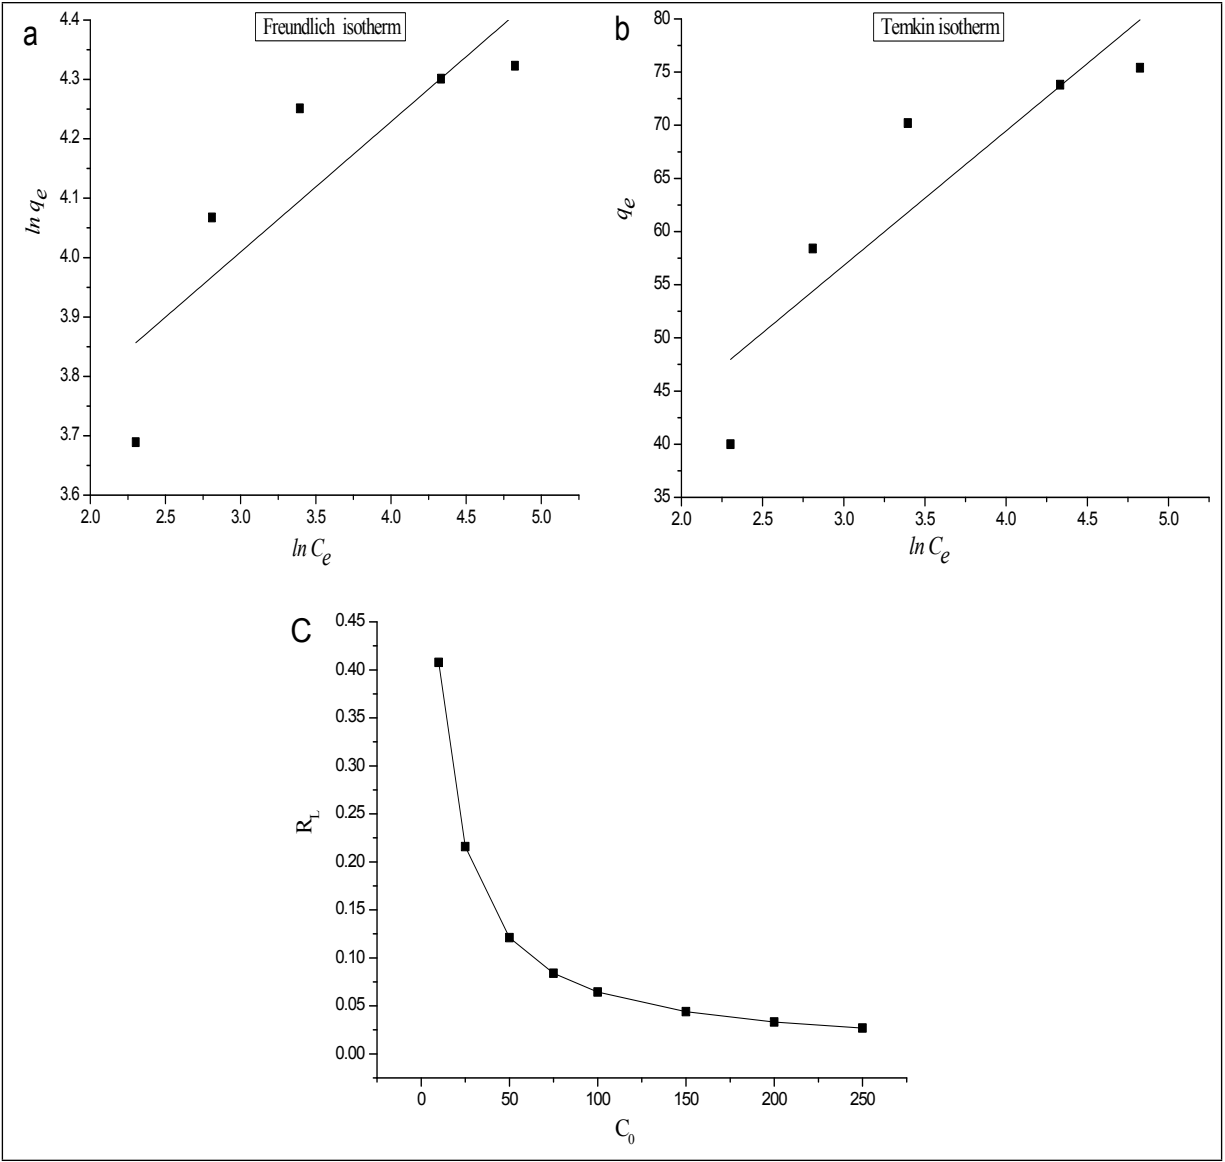 a
Freundlich isotherm
4.4
4.3
4.2
4.1
4.0
3.9
3.8
3.7
3.6
ln qe
2.0 2.5 3.0 3.5 4.0 4.5 5.0
ln Ce
b
Temkin isotherm
80
75
70
65
60
55
50
45
40
35
qe
2.0 2.5 3.0 3.5 4.0 4.5 5.0
ln Ce
C
0.45
0.40
0.35
0.30
0.25
0.20
0.15
0.10
0.05
0.00
RL
0 50 100 150 200 250
C0